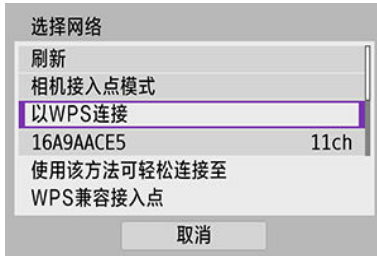 选择网络
刷新
相机接入点模式
以WPS连接
16A9AACE5 11ch
使用该方法可轻松连接至
WPS兼容接入点
取消